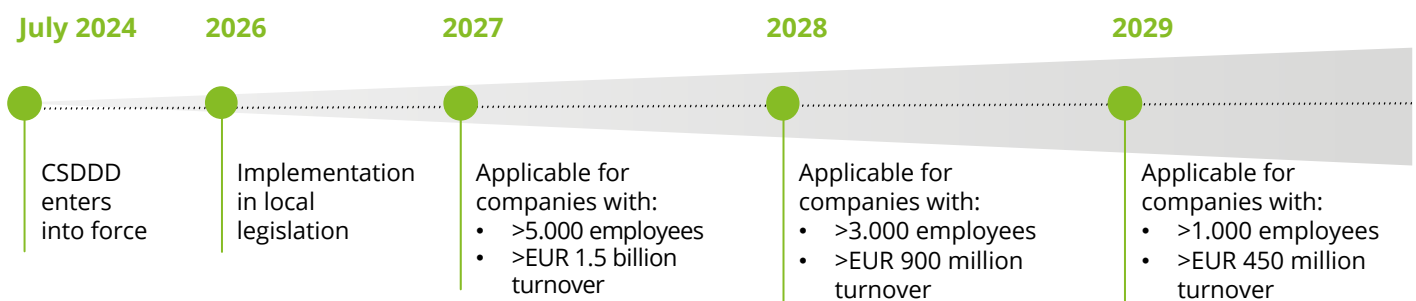 July 2024
2026
2027
2028
2029
CSDDD
enters
into force
Implementation
in local
legislation
Applicable for
companies with:
• >5.000 employees
• >EUR 1.5 billion
turnover
Applicable for
companies with:
• >3.000 employees
• >EUR 900 million
turnover
Applicable for
companies with:
• >1.000 employees
• >EUR 450 million
turnover